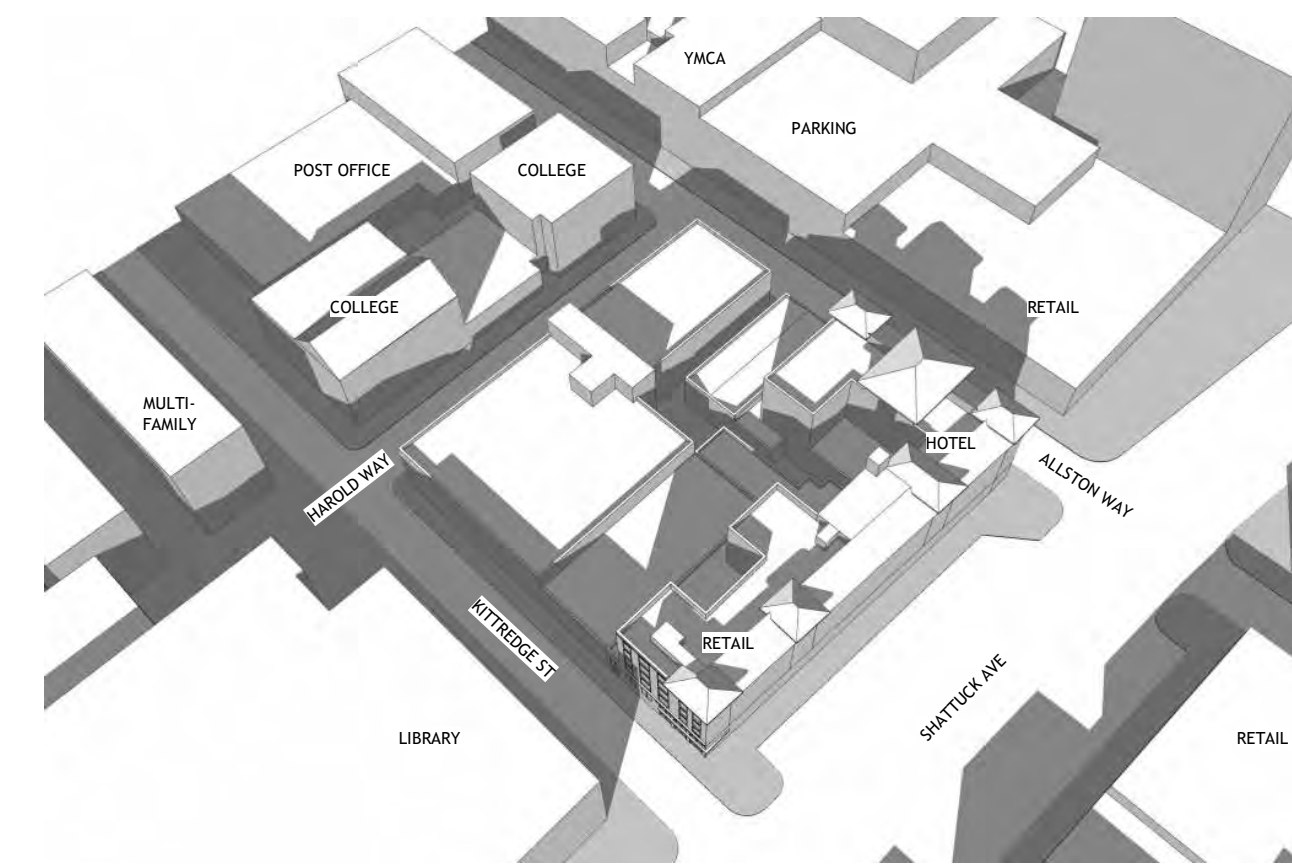 YMCA
PARKING
POST OFFICE
COLLEGE
COLLEGE
RETAIL
MULTI-
FAMILY
HOTEL
HAROLD WAY
ALLSTON WAY
KITTREDGE ST
RETAIL
SHATTUCK AVE
LIBRARY
RETAIL